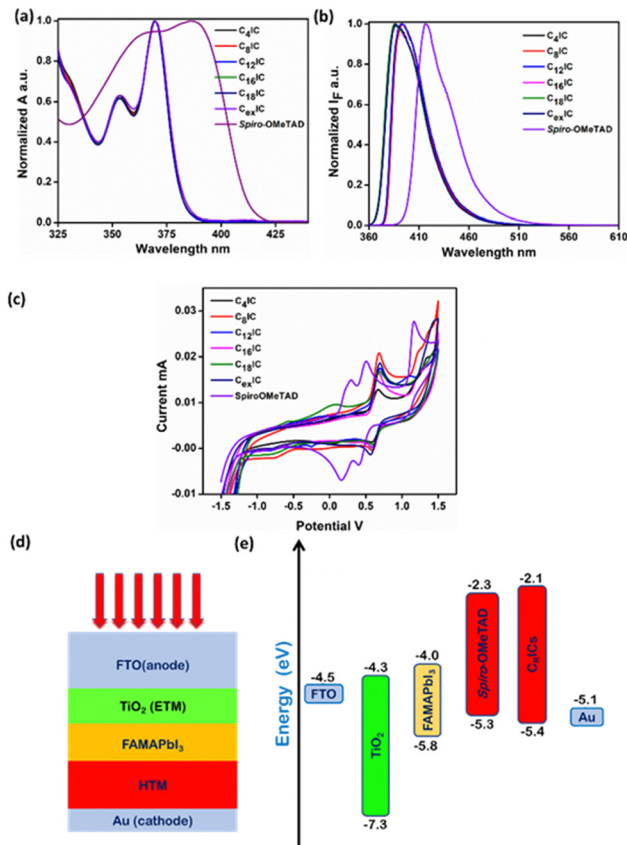 (a)
Normalized A a.u.
1.0
0.8
0.6
0.4
0.2
0.0
325
350
375
400
425
Wavelength nm
C₄IC
C₈IC
C₁₂IC
C₁₆IC
C₁₈IC
CₑₓIC
Spiro-OMeTAD
(b)
Normalized I_F a.u.
1.0
0.8
0.6
0.4
0.2
0.0
360
410
460
510
560
610
Wavelength nm
C₄IC
C₈IC
C₁₂IC
C₁₆IC
C₁₈IC
CₑₓIC
Spiro-OMeTAD
(c)
Current mA
0.03
0.02
0.01
-0.00
-0.01
-1.5
-1.0
-0.5
0.0
0.5
1.0
1.5
Potential V
C₄IC
C₈IC
C₁₂IC
C₁₆IC
C₁₈IC
CₑₓIC
SpiroOMeTAD
(d)
FTO(anode)
TiO₂ (ETM)
FAMAPbI₃
HTM
Au (cathode)
(e)
Energy (eV)
-4.5
FTO
-4.3
TiO₂
-7.3
-4.0
FAMAPbI₃
-5.8
-2.3
Spiro-OMeTAD
-5.3
-2.1
CᵣICs
-5.4
-5.1
Au